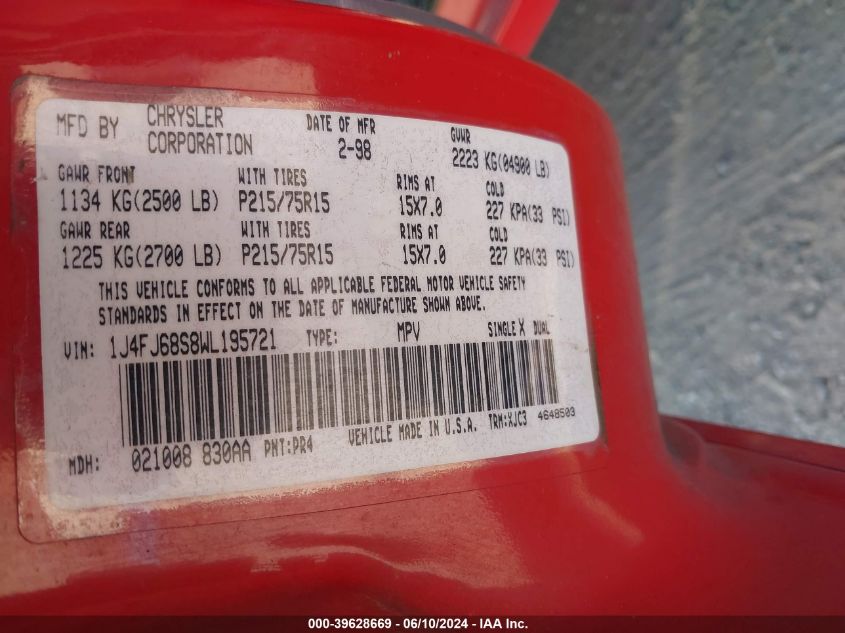 MFD BY CHRYSLER CORPORATION DATE OF MFR 2-98 GVWR 2223 KG(04900 LB)
GAWR FRONT WITH TIRES RIMS AT COLD
1134 KG(2500 LB) P215/75R15 15X7.0 227 KPA(33 PSI)
GAWR REAR WITH TIRES RIMS AT COLD
1225 KG(2700 LB) P215/75R15 15X7.0 227 KPA(33 PSI)
THIS VEHICLE CONFORMS TO ALL APPLICABLE FEDERAL MOTOR VEHICLE SAFETY
STANDARDS IN EFFECT ON THE DATE OF MANUFACTURE SHOWN ABOVE.
VIN: 1J4FJ68S8WL195721 TYPE: MPV SINGLE X DUAL
MDH: 021008 830AA PNT:PR4 VEHICLE MADE IN U.S.A. TRM:XJC3 4648503
000-39628669 - 06/10/2024 - IAA Inc.